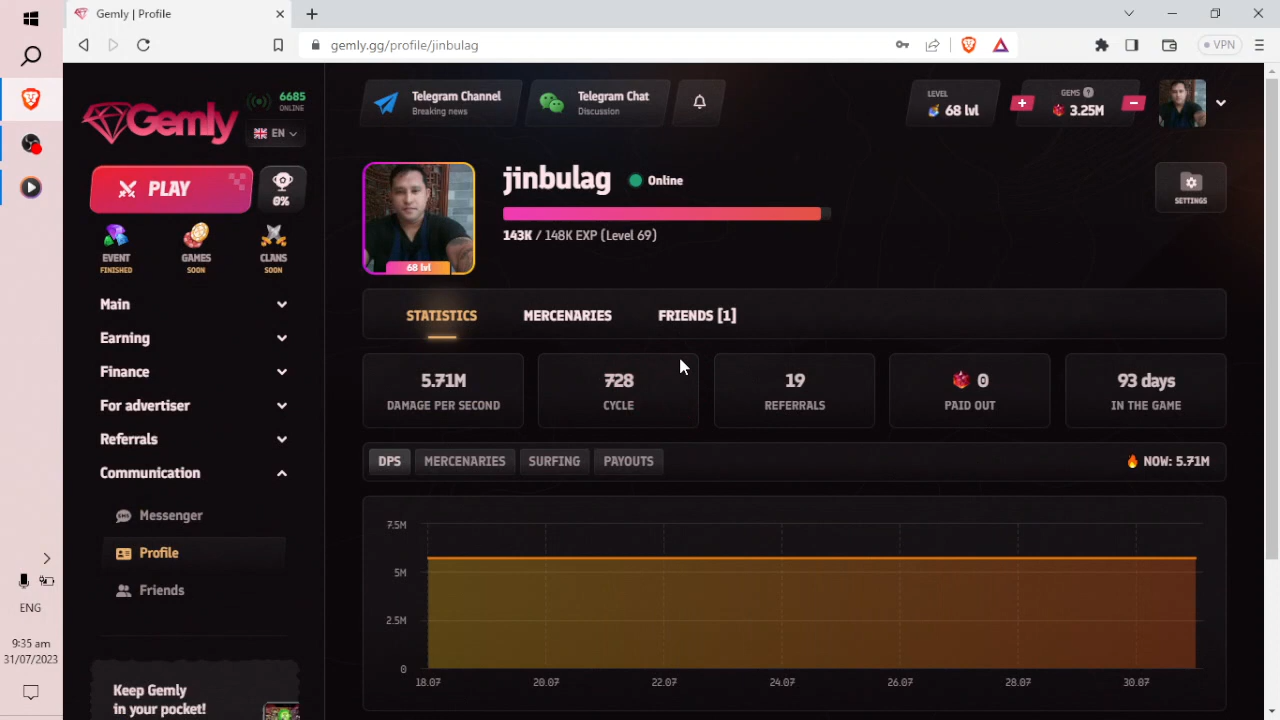 Gemly | Profile
gemly.gg/profile/jinbulag
VPN
Gemly
6685
ONLINE
EN
PLAY
0%
EVENT
FINISHED
GAMES
SOON
CLANS
SOON
Main
Earning
Finance
For advertiser
Referrals
Communication
SMS
Messenger
Profile
Friends
Keep Gemly
in your pocket!
ENG
9:35 am
31/07/2023
Telegram Channel
Breaking news
Telegram Chat
Discussion
LEVEL
68 lvl
GEMS ?
3.25M
jinbulag
Online
143K / 148K EXP (Level 69)
68 lvl
SETTINGS
STATISTICS
MERCENARIES
FRIENDS [1]
5.71M
DAMAGE PER SECOND
728
CYCLE
19
REFERRALS
0
PAID OUT
93 days
IN THE GAME
DPS
MERCENARIES
SURFING
PAYOUTS
NOW: 5.71M
7.5M
5M
2.5M
0
18.07 20.07 22.07 24.07 26.07 28.07 30.07